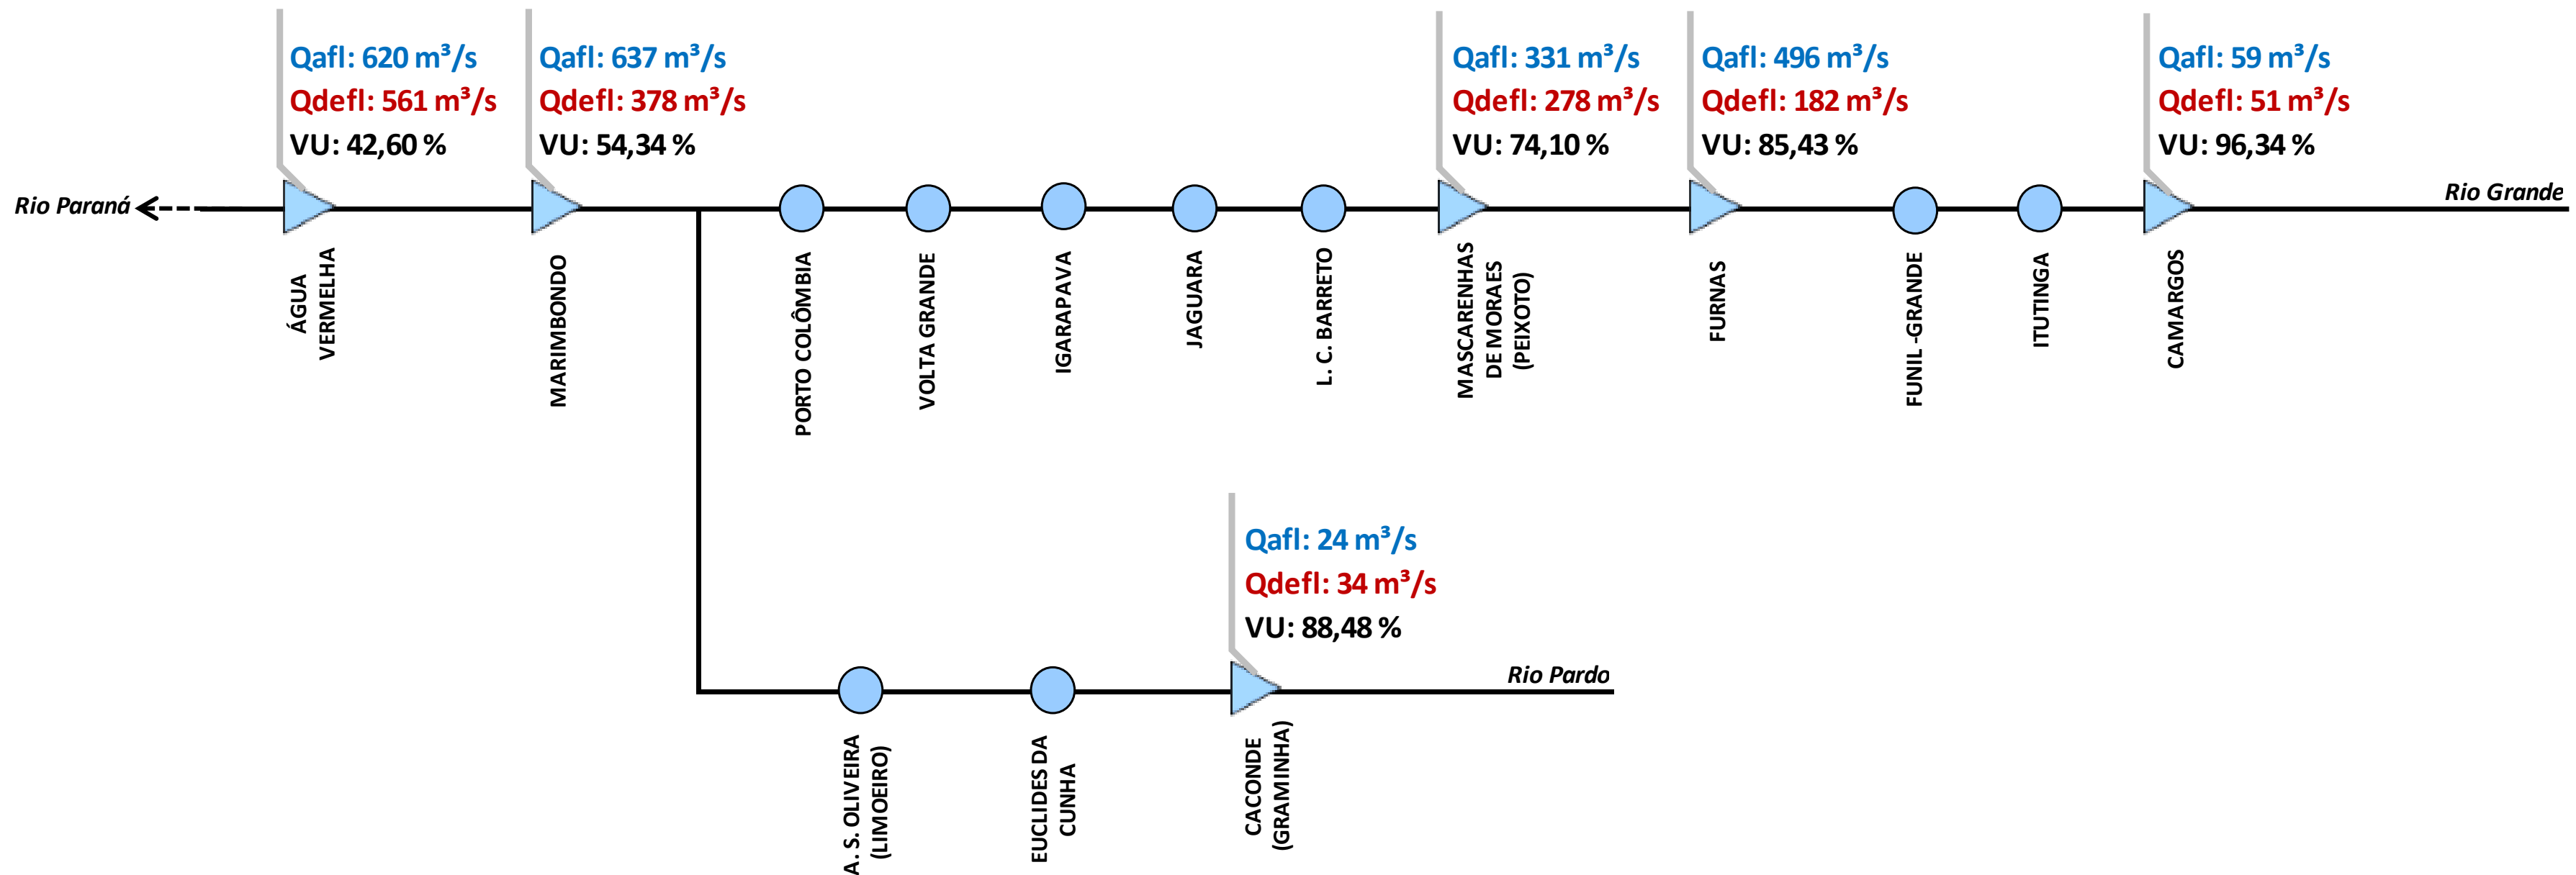 Qafl: 620 m³/s
Qdefl: 561 m³/s
VU: 42,60 %
Qafl: 637 m³/s
Qdefl: 378 m³/s
VU: 54,34 %
Qafl: 331 m³/s
Qdefl: 278 m³/s
VU: 74,10 %
Qafl: 496 m³/s
Qdefl: 182 m³/s
VU: 85,43 %
Qafl: 59 m³/s
Qdefl: 51 m³/s
VU: 96,34 %
Rio Paraná
Rio Grande
ÁGUA
VERMELHA
MARIMBONDO
PORTO COLÔMBIA
VOLTA GRANDE
IGARAPAVA
JAGUARA
L. C. BARRETO
MASCARENHAS
DE MORAES
(PEIXOTO)
FURNAS
FUNIL -GRANDE
ITUTINGA
CAMARGOS
Qafl: 24 m³/s
Qdefl: 34 m³/s
VU: 88,48 %
Rio Pardo
A. S. OLIVEIRA
(LIMOEIRO)
EUCLIDES DA
CUNHA
CACONDE
(GRAMINHA)